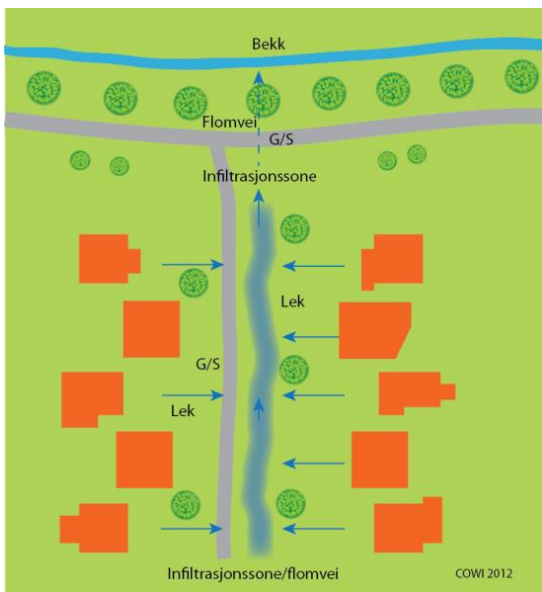 Bekk
Flomvei
G/S
Infiltrasjonssone
Lek
G/S
Lek
Infiltrasjonssone/flomvei
COWI 2012